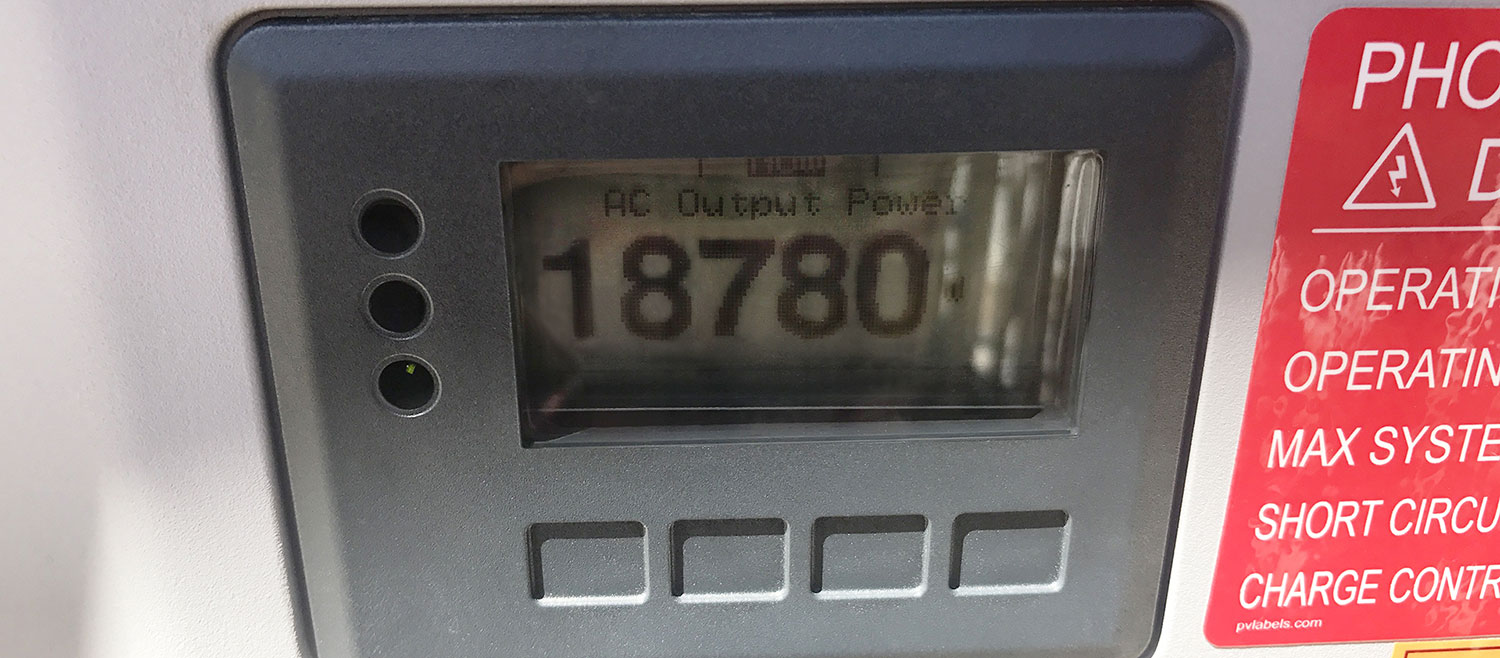 AC Output Power
18780
PHO
D
OPERATI
OPERATIN
MAX SYSTE
SHORT CIRCU
CHARGE CONTR
pvlabels.com